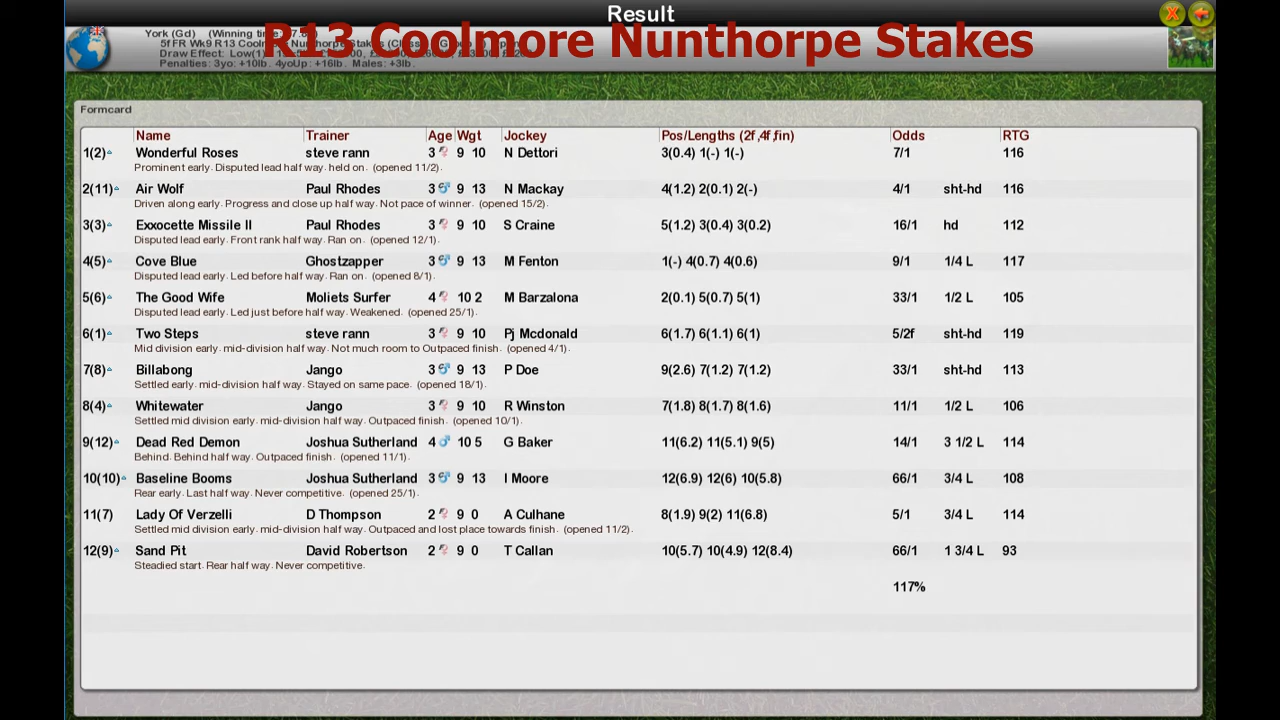 Result
R13 Coolmore Nunthorpe Stakes
York (Gd) (Winning time
5f FR Wk9 R13
Draw Effect:
Penalties: 3yo: +10lb. 4yoUp: +16lb. Males: +3lb.
Formcard
Name Trainer Age Wgt Jockey Pos/Lengths (2f,4f,fin) Odds RTG
1(2) Wonderful Roses steve rann 3 9 10 N Dettori 3(0.4) 1(-) 1(-) 7/1 116
Prominent early. Disputed lead half way. held on. (opened 11/2).
2(11) Air Wolf Paul Rhodes 3 9 13 N Mackay 4(1.2) 2(0.1) 2(-) 4/1 sht-hd 116
Driven along early. Progress and close up half way. Not pace of winner. (opened 15/2).
3(3) Exxocette Missile II Paul Rhodes 3 9 10 S Craine 5(1.2) 3(0.4) 3(0.2) 16/1 hd 112
Disputed lead early. Front rank half way. Ran on. (opened 12/1).
4(5) Cove Blue Ghostzapper 3 9 13 M Fenton 1(-) 4(0.7) 4(0.6) 9/1 1/4 L 117
Disputed lead early. Led before half way. Ran on. (opened 8/1).
5(6) The Good Wife Moliets Surfer 4 10 2 M Barzalona 2(0.1) 5(0.7) 5(1) 33/1 1/2 L 105
Disputed lead early. Led just before half way. Weakened. (opened 25/1).
6(1) Two Steps steve rann 3 9 10 Pj Mcdonald 6(1.7) 6(1.1) 6(1) 5/2f sht-hd 119
Mid division early. mid-division half way. Not much room to Outpaced finish. (opened 4/1).
7(8) Billabong Jango 3 9 13 P Doe 9(2.6) 7(1.2) 7(1.2) 33/1 sht-hd 113
Settled early. mid-division half way. Stayed on same pace. (opened 18/1).
8(4) Whitewater Jango 3 9 10 R Winston 7(1.8) 8(1.7) 8(1.6) 11/1 1/2 L 106
Settled mid division early. mid-division half way. Outpaced finish. (opened 10/1).
9(12) Dead Red Demon Joshua Sutherland 4 10 5 G Baker 11(6.2) 11(5.1) 9(5) 14/1 3 1/2 L 114
Behind. Behind half way. Outpaced finish. (opened 11/1).
10(10) Baseline Booms Joshua Sutherland 3 9 13 I Moore 12(6.9) 12(6) 10(5.8) 66/1 3/4 L 108
Rear early. Last half way. Never competitive. (opened 25/1).
11(7) Lady Of Verzelli D Thompson 2 9 0 A Culhane 8(1.9) 9(2) 11(6.8) 5/1 3/4 L 114
Settled mid division early. mid-division half way. Outpaced and lost place towards finish. (opened 11/2).
12(9) Sand Pit David Robertson 2 9 0 T Callan 10(5.7) 10(4.9) 12(8.4) 66/1 1 3/4 L 93
Steadied start. Rear half way. Never competitive.
117%